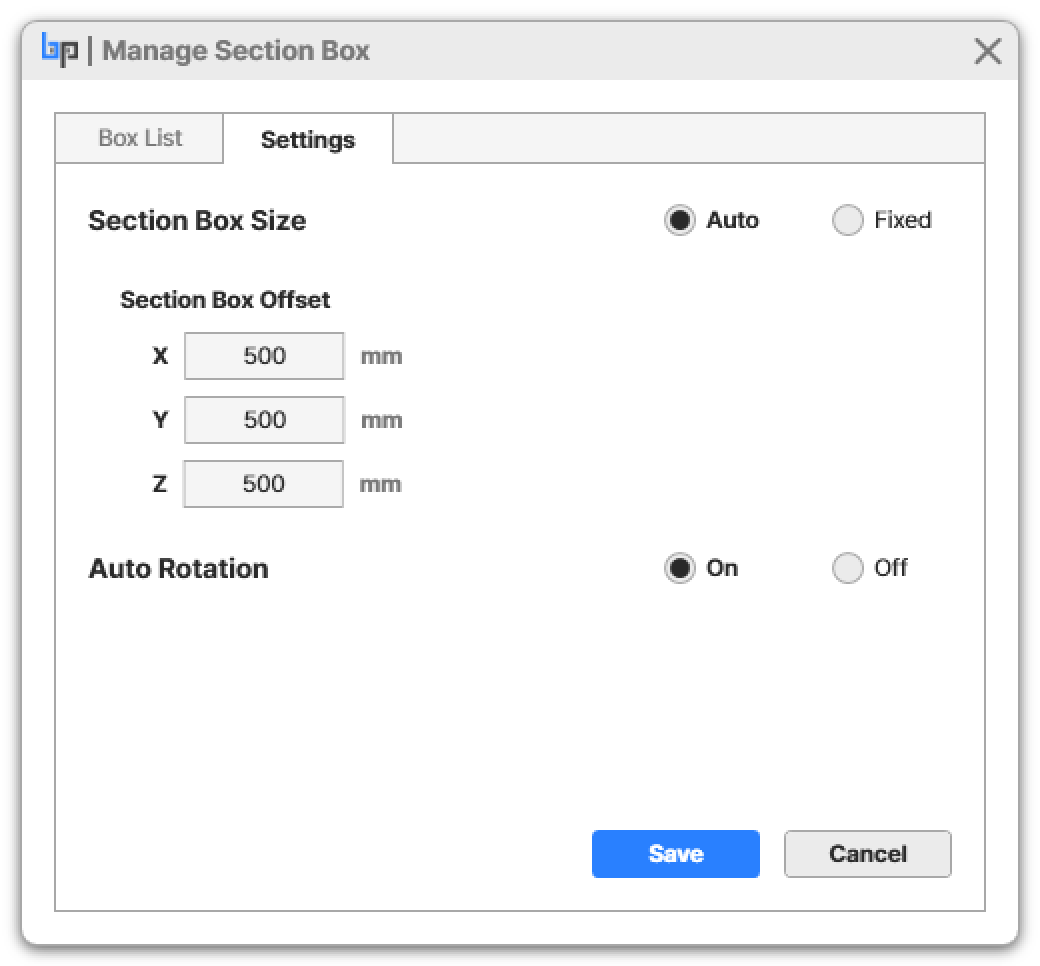 bp | Manage Section Box
Box List
Settings
Section Box Size
Auto
Fixed
Section Box Offset
X 500 mm
Y 500 mm
Z 500 mm
Auto Rotation
On
Off
Save
Cancel